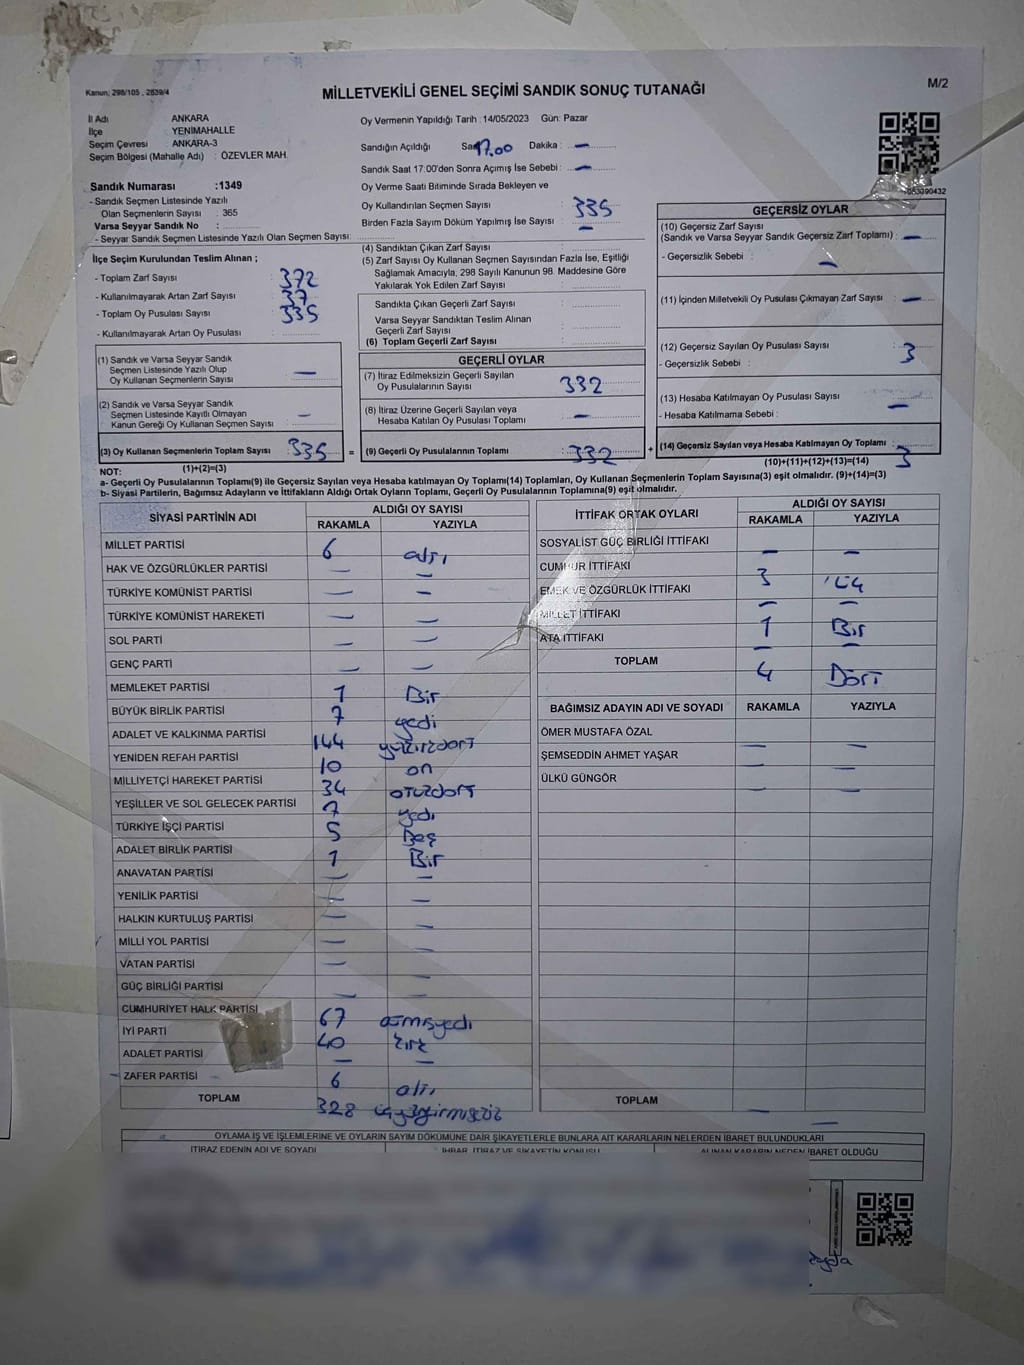 Kanun; 298/105 , 2839/4
MİLLETVEKİLİ GENEL SEÇİMİ SANDIK SONUÇ TUTANAĞI
M/2
İl Adı ANKARA
İlçe YENİMAHALLE
Seçim Çevresi ANKARA-3
Seçim Bölgesi (Mahalle Adı) : ÖZEVLER MAH.
Oy Vermenin Yapıldığı Tarih : 14/05/2023 Gün: Pazar
Sandığın Açıldığı Saat 17.00 Dakika : —
Sandık Saat 17:00'den Sonra Açımış İse Sebebi : —
Oy Verme Saati Bitiminde Sırada Bekleyen ve
Oy Kullandırılan Seçmen Sayısı : 335
Birden Fazla Sayım Döküm Yapılmış İse Sayısı : —
Sandık Numarası :1349
- Sandık Seçmen Listesinde Yazılı
Olan Seçmenlerin Sayısı : 365
Varsa Seyyar Sandık No :
- Seyyar Sandık Seçmen Listesinde Yazılı Olan Seçmen Sayısı:
İlçe Seçim Kurulundan Teslim Alınan ;
- Toplam Zarf Sayısı : 372
- Kullanılmayarak Artan Zarf Sayısı : 37
- Toplam Oy Pusulası Sayısı : 335
- Kullanılmayarak Artan Oy Pusulası :
(1) Sandık ve Varsa Seyyar Sandık
Seçmen Listesinde Yazılı Olup
Oy Kullanan Seçmenlerin Sayısı : —
(2) Sandık ve Varsa Seyyar Sandık
Seçmen Listesinde Kayıtlı Olmayan
Kanun Gereği Oy Kullanan Seçmen Sayısı : —
(3) Oy Kullanan Seçmenlerin Toplam Sayısı : 335 =
(4) Sandıktan Çıkan Zarf Sayısı :
(5) Zarf Sayısı Oy Kullanan Seçmen Sayısından Fazla İse, Eşitliği
Sağlamak Amacıyla, 298 Sayılı Kanunun 98. Maddesine Göre
Yakılarak Yok Edilen Zarf Sayısı :
Sandıkta Çıkan Geçerli Zarf Sayısı :
Varsa Seyyar Sandıktan Teslim Alınan
Geçerli Zarf Sayısı :
(6) Toplam Geçerli Zarf Sayısı :
GEÇERLİ OYLAR
(7) İtiraz Edilmeksizin Geçerli Sayılan
Oy Pusulalarının Sayısı : 332
(8) İtiraz Üzerine Geçerli Sayılan veya
Hesaba Katılan Oy Pusulası Toplamı : —
(9) Geçerli Oy Pusulalarının Toplamı : 332 +
GEÇERSİZ OYLAR
(10) Geçersiz Zarf Sayısı
(Sandık ve Varsa Seyyar Sandık Geçersiz Zarf Toplamı) : —
- Geçersizlik Sebebi : —
(11) İçinden Milletvekili Oy Pusulası Çıkmayan Zarf Sayısı : —
(12) Geçersiz Sayılan Oy Pusulası Sayısı : 3
- Geçersizlik Sebebi :
(13) Hesaba Katılmayan Oy Pusulası Sayısı : —
- Hesaba Katılmama Sebebi :
(14) Geçersiz Sayılan veya Hesaba Katılmayan Oy Toplamı : 3
NOT: (1)+(2)=(3)
(10)+(11)+(12)+(13)=(14)
a- Geçerli Oy Pusulalarının Toplamı(9) ile Geçersiz Sayılan veya Hesaba Katılmayan Oy Toplamı(14) Toplamları, Oy Kullanan Seçmenlerin Toplam Sayısına(3) eşit olmalıdır. (9)+(14)=(3)
b- Siyasi Partilerin, Bağımsız Adayların ve İttifakların Aldığı Ortak Oyların Toplamı, Geçerli Oy Pusulalarının Toplamına(9) eşit olmalıdır.
SİYASİ PARTİNİN ADI ALDIĞI OY SAYISI
RAKAMLA YAZIYLA
MİLLET PARTİSİ 6 altı
HAK VE ÖZGÜRLÜKLER PARTİSİ — —
TÜRKİYE KOMÜNİST PARTİSİ — —
TÜRKİYE KOMÜNİST HAREKETİ — —
SOL PARTİ — —
GENÇ PARTİ — —
MEMLEKET PARTİSİ 1 Bir
BÜYÜK BİRLİK PARTİSİ 7 yedi
ADALET VE KALKINMA PARTİSİ 144
YENİDEN REFAH PARTİSİ 10 on
MİLLİYETÇİ HAREKET PARTİSİ 34 otuzdört
YEŞİLLER VE SOL GELECEK PARTİSİ 7 yedi
TÜRKİYE İŞÇİ PARTİSİ 5 Beş
ADALET BİRLİK PARTİSİ 1 Bir
ANAVATAN PARTİSİ — —
YENİLİK PARTİSİ — —
HALKIN KURTULUŞ PARTİSİ — —
MİLLİ YOL PARTİSİ — —
VATAN PARTİSİ — —
GÜÇ BİRLİĞİ PARTİSİ — —
CUMHURİYET HALK PARTİSİ 67 atmışyedi
İYİ PARTİ 40 kırk
ADALET PARTİSİ — —
ZAFER PARTİSİ 6 altı
TOPLAM 328
İTTİFAK ORTAK OYLARI ALDIĞI OY SAYISI
RAKAMLA YAZIYLA
SOSYALİST GÜÇ BİRLİĞİ İTTİFAKI — —
CUMHUR İTTİFAKI 3 üç
EMEK VE ÖZGÜRLÜK İTTİFAKI — —
MİLLET İTTİFAKI 1 Bir
ATA İTTİFAKI — —
TOPLAM 4 Dört
BAĞIMSIZ ADAYIN ADI VE SOYADI RAKAMLA YAZIYLA
ÖMER MUSTAFA ÖZAL — —
ŞEMSEDDİN AHMET YAŞAR — —
ÜLKÜ GÜNGÖR — —
TOPLAM — —
OYLAMA İŞ VE İŞLEMLERİNE VE OYLARIN SAYIM DÖKÜMÜNE DAİR ŞİKAYETLERLE BUNLARA AİT KARARLARIN NELERDEN İBARET BULUNDUKLARI
İTİRAZ EDENİN ADI VE SOYADI İHBAR, İTİRAZ VE ŞİKAYETİN KONUSU ALINAN KARARIN NEDEN İBARET OLDUĞU